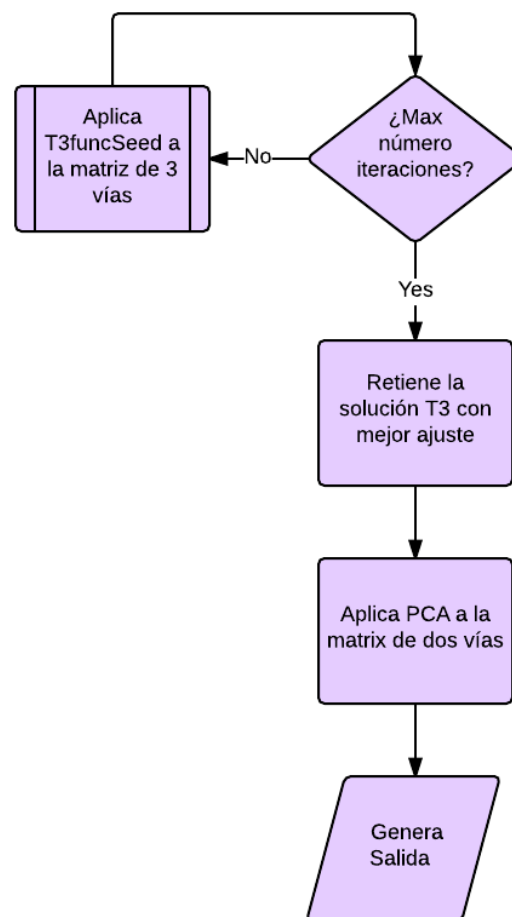 Aplica
T3funcSeed a
la matriz de 3
vías
¿Max
número
iteraciones?
No
Yes
Retiene la
solución T3 con
mejor ajuste
Aplica PCA a la
matrix de dos vías
Genera
Salida